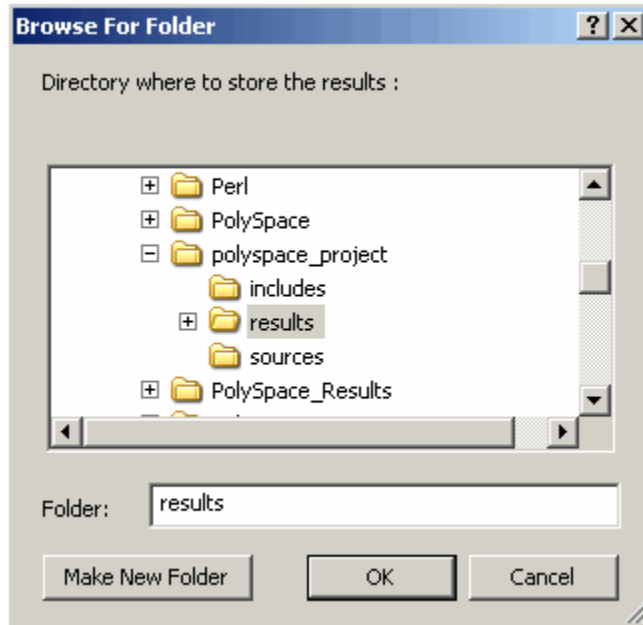 Browse For Folder
Directory where to store the results :
Perl
PolySpace
polyspace_project
includes
results
sources
PolySpace_Results
Folder: results
Make New Folder OK Cancel